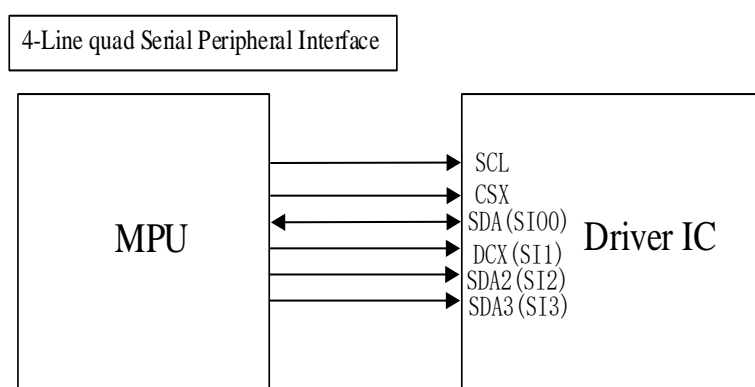 4-Line quad Serial Peripheral Interface
MPU
SCL
CSX
SDA(SIO0)
DCX(SI1)
SDA2(SI2)
SDA3(SI3)
Driver IC